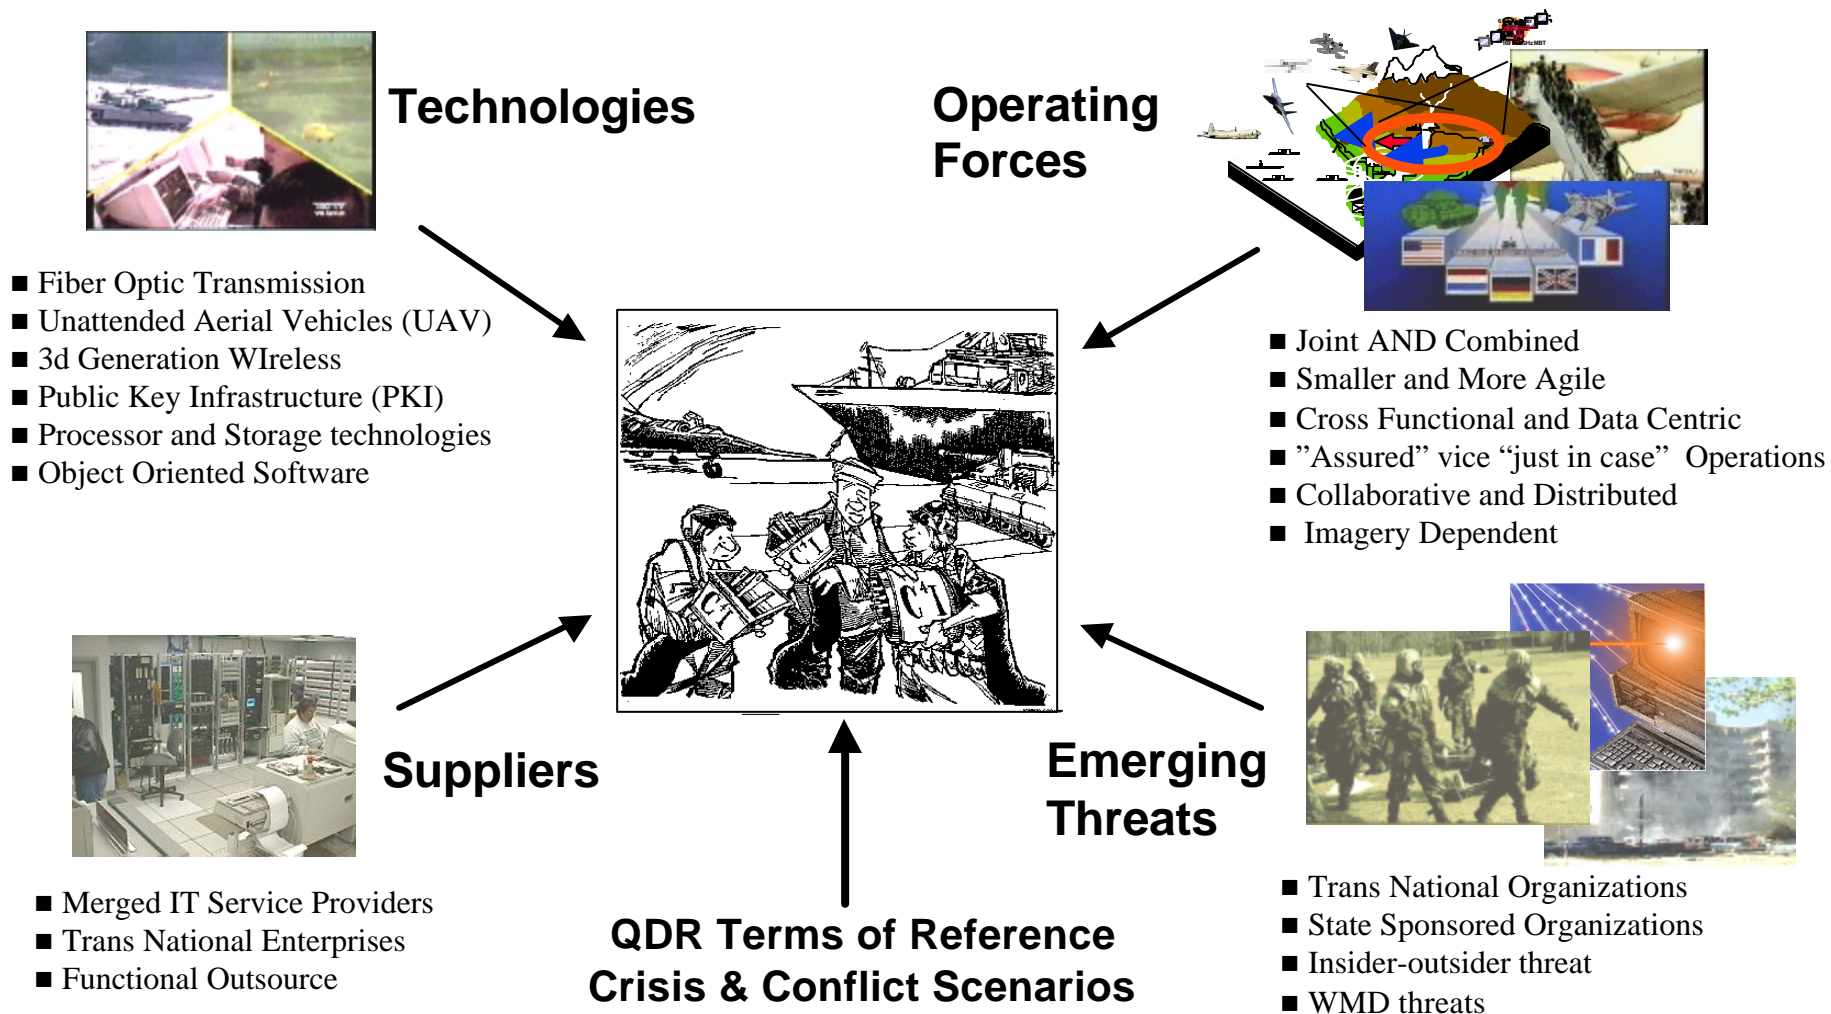 Technologies
■ Fiber Optic Transmission
■ Unattended Aerial Vehicles (UAV)
■ 3d Generation WIreless
■ Public Key Infrastructure (PKI)
■ Processor and Storage technologies
■ Object Oriented Software
Operating
Forces
■ Joint AND Combined
■ Smaller and More Agile
■ Cross Functional and Data Centric
■ ”Assured” vice “just in case”  Operations
■ Collaborative and Distributed
■ Imagery Dependent
C4I
C4I
C4I
Suppliers
■ Merged IT Service Providers
■ Trans National Enterprises
■ Functional Outsource
QDR Terms of Reference
Crisis & Conflict Scenarios
Emerging
Threats
■ Trans National Organizations
■ State Sponsored Organizations
■ Insider-outsider threat
■ WMD threats